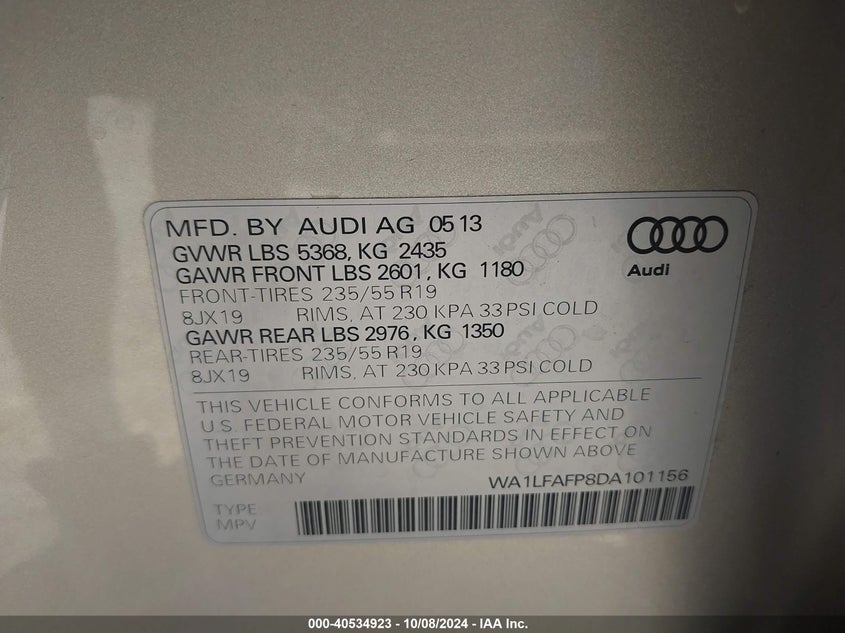 MFD. BY AUDI AG 0513
GVWR LBS 5368, KG 2435
GAWR FRONT LBS 2601, KG 1180
FRONT-TIRES 235/55 R19
8JX19 RIMS, AT 230 KPA 33 PSI COLD
GAWR REAR LBS 2976, KG 1350
REAR-TIRES 235/55 R19
8JX19 RIMS, AT 230 KPA 33 PSI COLD
Audi
THIS VEHICLE CONFORMS TO ALL APPLICABLE
U.S. FEDERAL MOTOR VEHICLE SAFETY AND
THEFT PREVENTION STANDARDS IN EFFECT ON
THE DATE OF MANUFACTURE SHOWN ABOVE
GERMANY WA1LFAFP8DA101156
TYPE
MPV
000-40534923 - 10/08/2024 - IAA Inc.